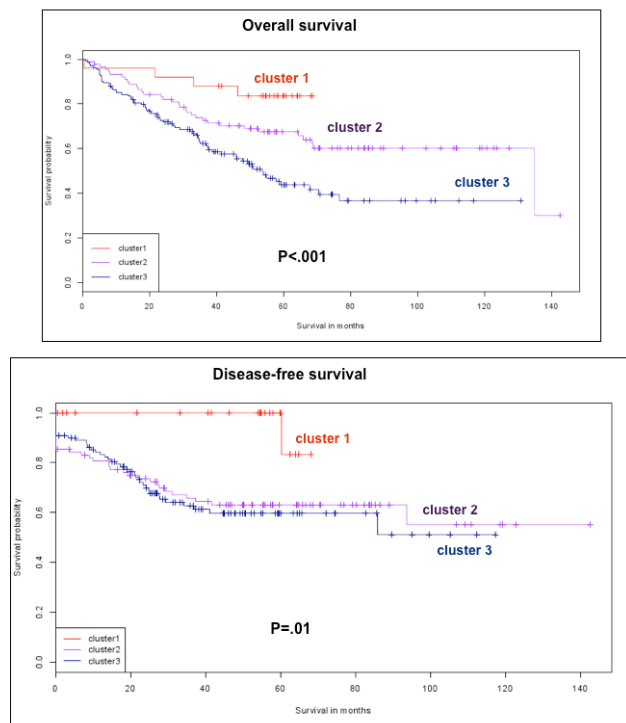 Overall survival
cluster 1
cluster 2
cluster 3
P<.001
cluster1
cluster2
cluster3
Survival probability
0.0
0.2
0.4
0.6
0.8
1.0
0 20 40 60 80 100 120 140
Survival in months
Disease-free survival
cluster 1
cluster 2
cluster 3
P=.01
cluster1
cluster2
cluster3
Survival probability
0.0
0.2
0.4
0.6
0.8
1.0
0 20 40 60 80 100 120 140
Survival in months